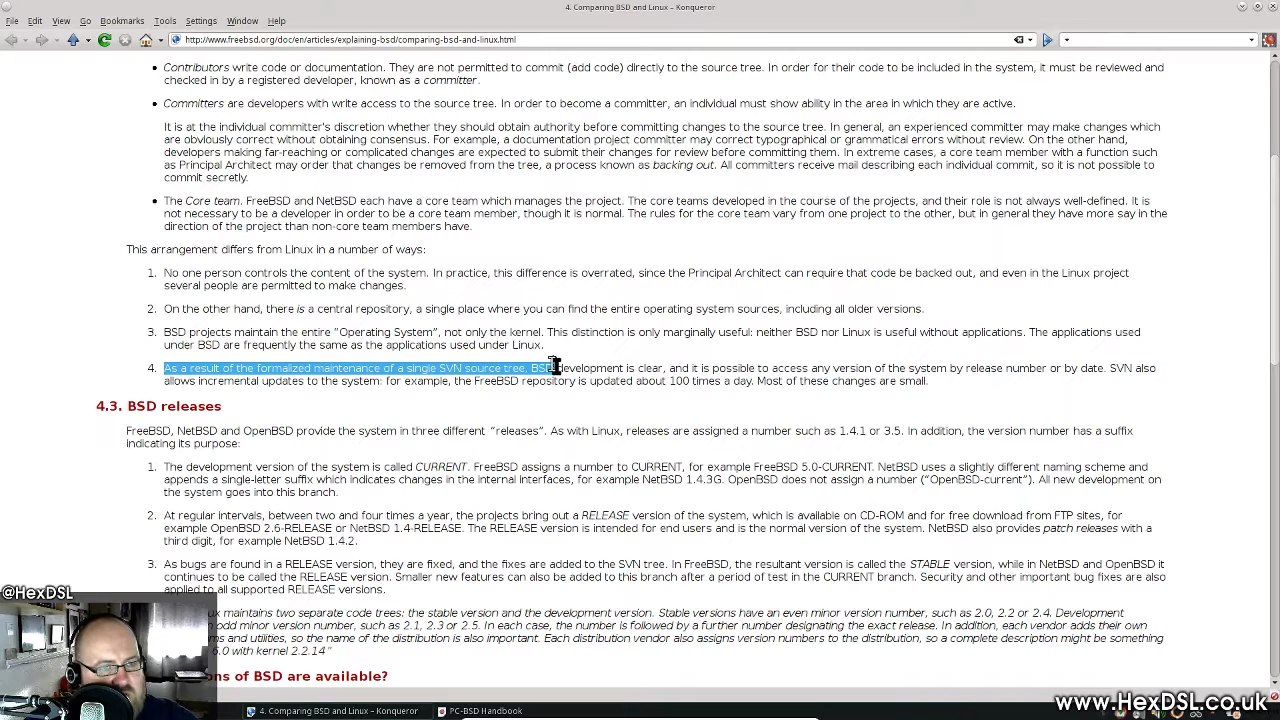 4. Comparing BSD and Linux – Konqueror
File Edit View Go Bookmarks Tools Settings Window Help
http://www.freebsd.org/doc/en/articles/explaining-bsd/comparing-bsd-and-linux.html
• Contributors write code or documentation. They are not permitted to commit (add code) directly to the source tree. In order for their code to be included in the system, it must be reviewed and
checked in by a registered developer, known as a committer.
• Committers are developers with write access to the source tree. In order to become a committer, an individual must show ability in the area in which they are active.
It is at the individual committer's discretion whether they should obtain authority before committing changes to the source tree. In general, an experienced committer may make changes which
are obviously correct without obtaining consensus. For example, a documentation project committer may correct typographical or grammatical errors without review. On the other hand,
developers making far-reaching or complicated changes are expected to submit their changes for review before committing them. In extreme cases, a core team member with a function such
as Principal Architect may order that changes be removed from the tree, a process known as backing out. All committers receive mail describing each individual commit, so it is not possible to
commit secretly.
• The Core team. FreeBSD and NetBSD each have a core team which manages the project. The core teams developed in the course of the projects, and their role is not always well-defined. It is
not necessary to be a developer in order to be a core team member, though it is normal. The rules for the core team vary from one project to the other, but in general they have more say in the
direction of the project than non-core team members have.
This arrangement differs from Linux in a number of ways:
1. No one person controls the content of the system. In practice, this difference is overrated, since the Principal Architect can require that code be backed out, and even in the Linux project
several people are permitted to make changes.
2. On the other hand, there is a central repository, a single place where you can find the entire operating system sources, including all older versions.
3. BSD projects maintain the entire “Operating System”, not only the kernel. This distinction is only marginally useful: neither BSD nor Linux is useful without applications. The applications used
under BSD are frequently the same as the applications used under Linux.
4. As a result of the formalized maintenance of a single SVN source tree, BSD development is clear, and it is possible to access any version of the system by release number or by date. SVN also
allows incremental updates to the system: for example, the FreeBSD repository is updated about 100 times a day. Most of these changes are small.
4.3. BSD releases
FreeBSD, NetBSD and OpenBSD provide the system in three different “releases”. As with Linux, releases are assigned a number such as 1.4.1 or 3.5. In addition, the version number has a suffix
indicating its purpose:
1. The development version of the system is called CURRENT. FreeBSD assigns a number to CURRENT, for example FreeBSD 5.0-CURRENT. NetBSD uses a slightly different naming scheme and
appends a single-letter suffix which indicates changes in the internal interfaces, for example NetBSD 1.4.3G. OpenBSD does not assign a number (“OpenBSD-current”). All new development on
the system goes into this branch.
2. At regular intervals, between two and four times a year, the projects bring out a RELEASE version of the system, which is available on CD-ROM and for free download from FTP sites, for
example OpenBSD 2.6-RELEASE or NetBSD 1.4-RELEASE. The RELEASE version is intended for end users and is the normal version of the system. NetBSD also provides patch releases with a
third digit, for example NetBSD 1.4.2.
3. As bugs are found in a RELEASE version, they are fixed, and the fixes are added to the SVN tree. In FreeBSD, the resultant version is called the STABLE version, while in NetBSD and OpenBSD it
continues to be called the RELEASE version. Smaller new features can also be added to this branch after a period of test in the CURRENT branch. Security and other important bug fixes are also
applied to all supported RELEASE versions.
@HexDSL
maintains two separate code trees: the stable version and the development version. Stable versions have an even minor version number, such as 2.0, 2.2 or 2.4. Development
odd minor version number, such as 2.1, 2.3 or 2.5. In each case, the number is followed by a further number designating the exact release. In addition, each vendor adds their own
and utilities, so the name of the distribution is also important. Each distribution vendor also assigns version numbers to the distribution, so a complete description might be something
6.0 with kernel 2.2.14”
of BSD are available?
www.HexDSL.co.uk
4. Comparing BSD and Linux – Konqueror
PC-BSD Handbook